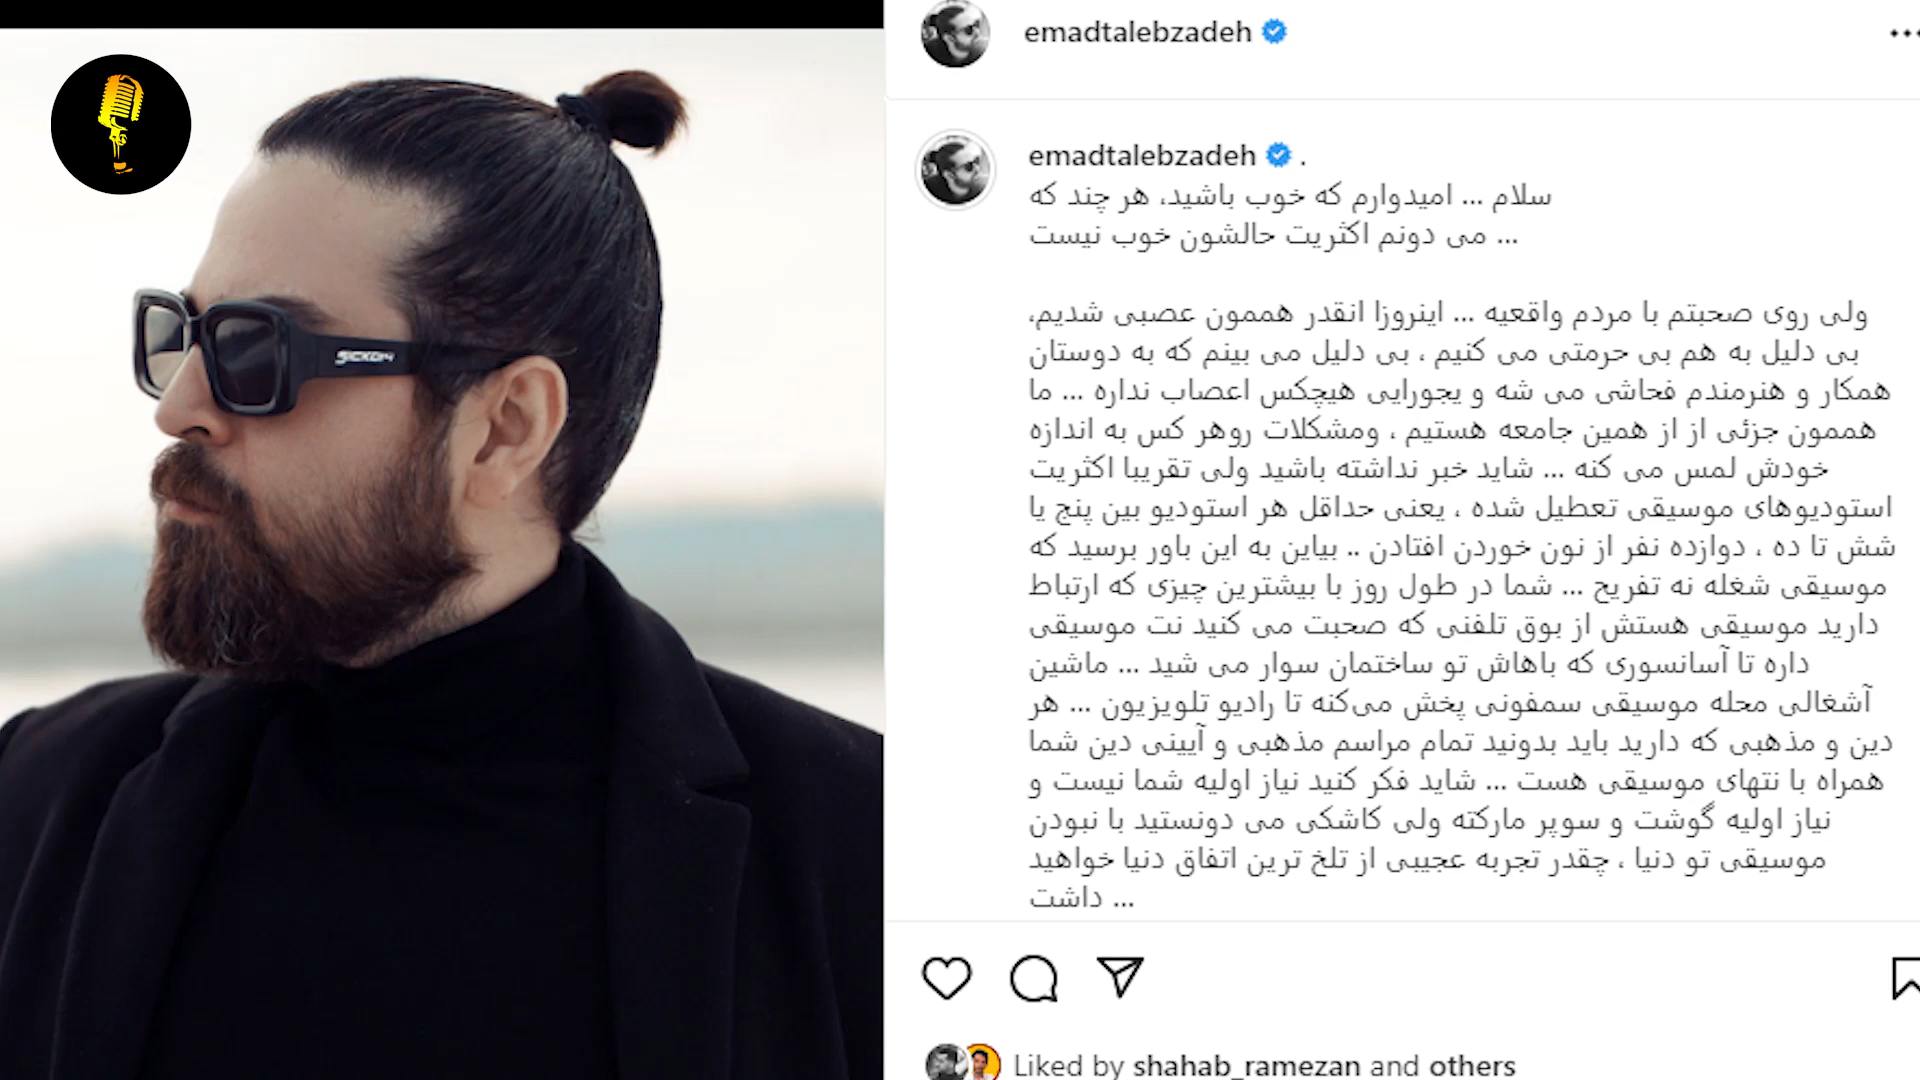 emadtalebzadeh
emadtalebzadeh .
سلام ... امیدوارم که خوب باشید، هر چند که
می دونم اکثریت حالشون خوب نیست ...
ولی روی صحبتم با مردم واقعیه ... اینروزا انقدر هممون عصبی شدیم،
بی دلیل به هم بی حرمتی می کنیم ، بی دلیل می بینم که به دوستان
همکار و هنرمندم فحاشی می شه و یجورایی هیچکس اعصاب نداره ... ما
هممون جزئی از از همین جامعه هستیم ، ومشکلات روهر کس به اندازه
خودش لمس می کنه ... شاید خبر نداشته باشید ولی تقریبا اکثریت
استودیوهای موسیقی تعطیل شده ، یعنی حداقل هر استودیو بین پنج یا
شش تا ده ، دوازده نفر از نون خوردن افتادن .. بیاین به این باور برسید که
موسیقی شغله نه تفریح ... شما در طول روز با بیشترین چیزی که ارتباط
دارید موسیقی هستش از بوق تلفنی که صحبت می کنید نت موسیقی
داره تا آسانسوری که باهاش تو ساختمان سوار می شید ... ماشین
آشغالی محله موسیقی سمفونی پخش می‌کنه تا رادیو تلویزیون ... هر
دین و مذهبی که دارید باید بدونید تمام مراسم مذهبی و آیینی دین شما
همراه با نتهای موسیقی هست ... شاید فکر کنید نیاز اولیه شما نیست و
نیاز اولیه گوشت و سوپر مارکته ولی کاشکی می دونستید با نبودن
موسیقی تو دنیا ، چقدر تجربه عجیبی از تلخ ترین اتفاق دنیا خواهید
داشت ...
Liked by shahab_ramezan and others